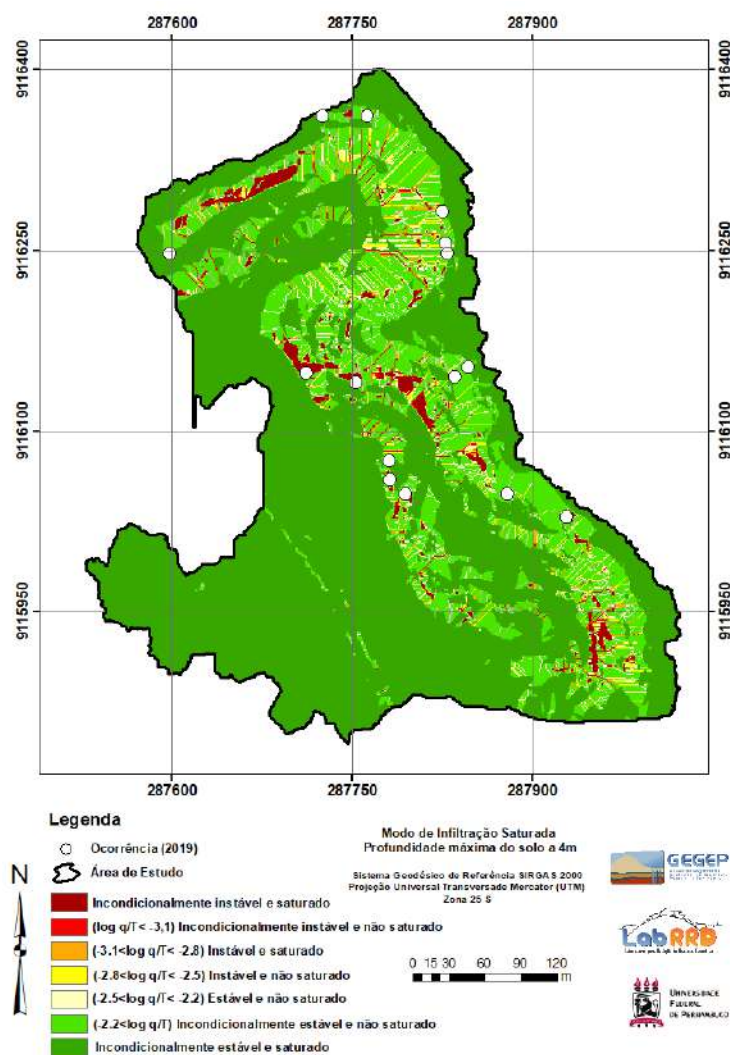 287600 287750 287900
9116400 9116400
9116250 9116250
9116100 9116100
9115950 9115950
287600 287750 287900
Legenda
Ocorrência (2019)
Área de Estudo
Incondicionalmente instável e saturado
(log q/T< -3,1) Incondicionalmente instável e não saturado
(-3.1<log q/T< -2.8) Instável e saturado
(-2.8<log q/T< -2.5) Instável e não saturado
(-2.5<log q/T< -2.2) Estável e não saturado
(-2.2<log q/T) Incondicionalmente estável e não saturado
Incondicionalmente estável e saturado
N
Modo de Infiltração Saturada
Profundidade máxima do solo a 4m
Sistema Geodésico de Referência SIRGAS 2000
Projeção Universal Transversade Mercator (UTM)
Zona 25 S
0 15 30 60 90 120
m
GEGEP
LabRRD
UNIVERSIDADE
FEDERAL
DE PERNAMBUCO